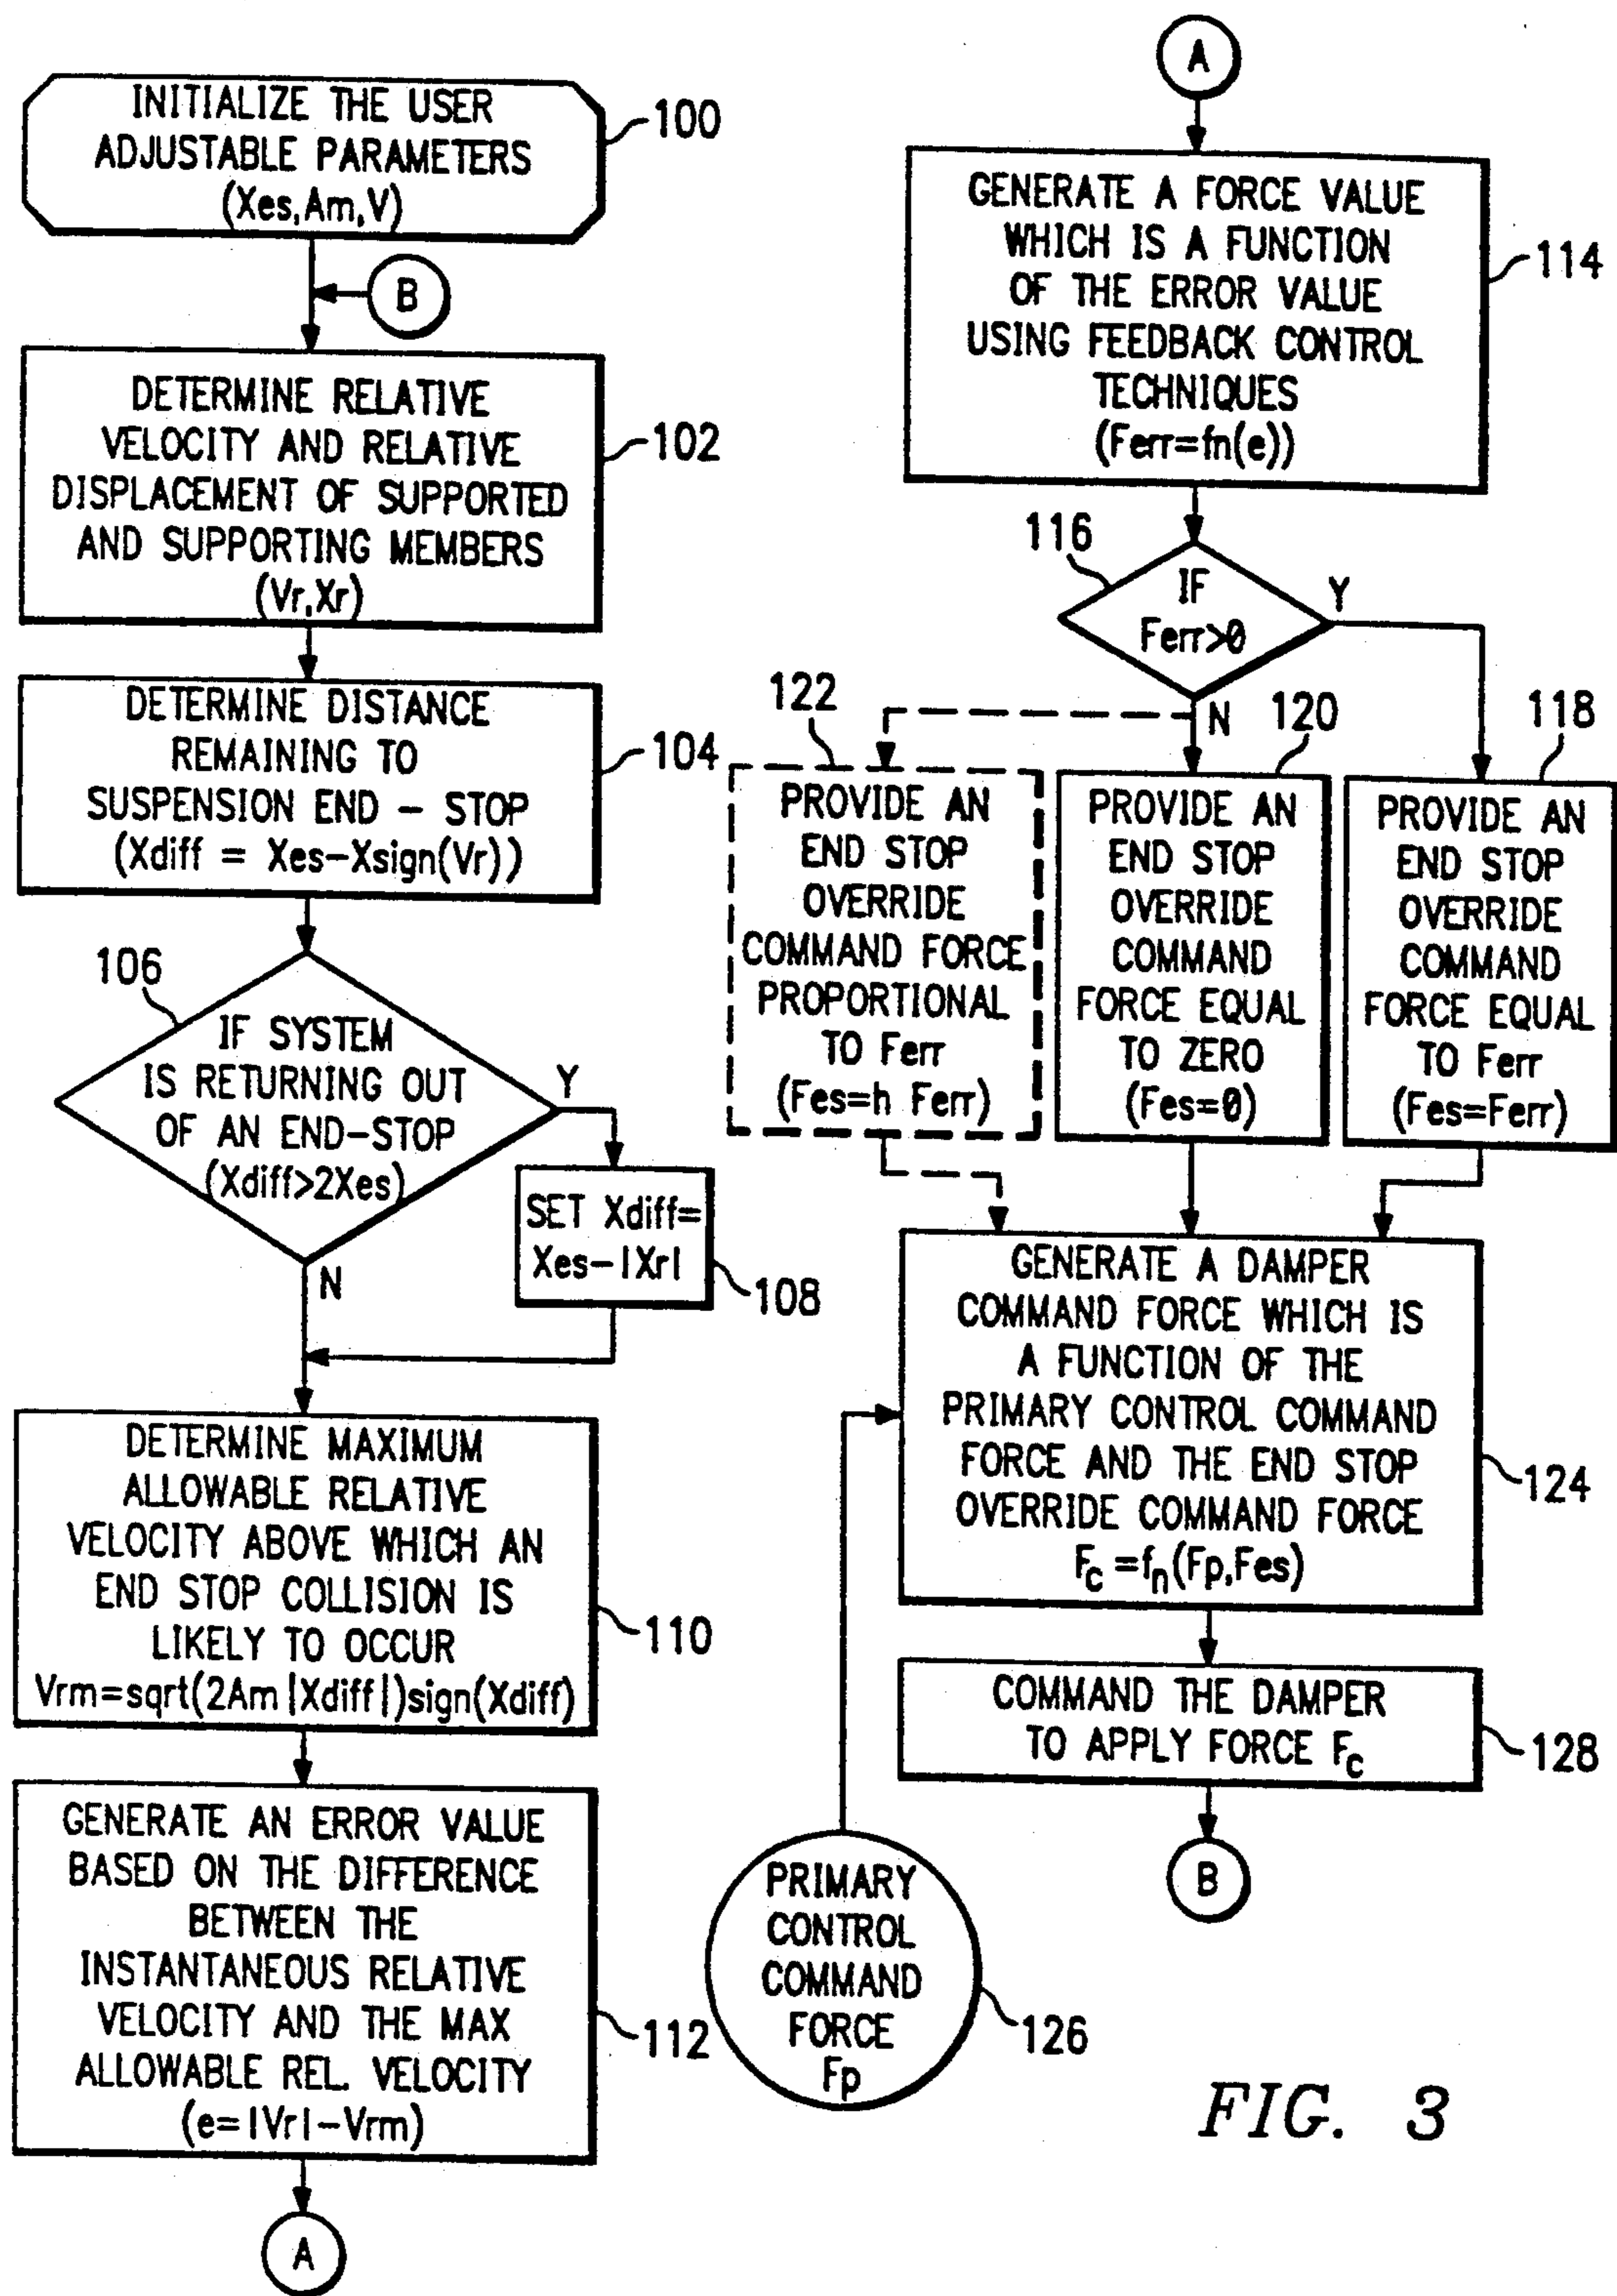 INITIALIZE THE USER
ADJUSTABLE PARAMETERS
(Xes,Am,V)
100
B
DETERMINE RELATIVE
VELOCITY AND RELATIVE
DISPLACEMENT OF SUPPORTED
AND SUPPORTING MEMBERS
(Vr,Xr)
102
DETERMINE DISTANCE
REMAINING TO
SUSPENSION END - STOP
(Xdiff = Xes-Xsign(Vr))
104
106
IF SYSTEM
IS RETURNING OUT
OF AN END-STOP
(Xdiff>2Xes)
Y
N
SET Xdiff=
Xes-|Xr|
108
DETERMINE MAXIMUM
ALLOWABLE RELATIVE
VELOCITY ABOVE WHICH AN
END STOP COLLISION IS
LIKELY TO OCCUR
Vrm=sqrt(2Am|Xdiff|)sign(Xdiff)
110
GENERATE AN ERROR VALUE
BASED ON THE DIFFERENCE
BETWEEN THE
INSTANTANEOUS RELATIVE
VELOCITY AND THE MAX
ALLOWABLE REL. VELOCITY
(e=|Vr|-Vrm)
112
A
A
GENERATE A FORCE VALUE
WHICH IS A FUNCTION
OF THE ERROR VALUE
USING FEEDBACK CONTROL
TECHNIQUES
(Ferr=fn(e))
114
116
IF
Ferr>0
Y
N
122
PROVIDE AN
END STOP
OVERRIDE
COMMAND FORCE
PROPORTIONAL
TO Ferr
(Fes=h Ferr)
120
PROVIDE AN
END STOP
OVERRIDE
COMMAND
FORCE EQUAL
TO ZERO
(Fes=0)
118
PROVIDE AN
END STOP
OVERRIDE
COMMAND
FORCE EQUAL
TO Ferr
(Fes=Ferr)
GENERATE A DAMPER
COMMAND FORCE WHICH IS
A FUNCTION OF THE
PRIMARY CONTROL COMMAND
FORCE AND THE END STOP
OVERRIDE COMMAND FORCE
Fc=fn(Fp,Fes)
124
COMMAND THE DAMPER
TO APPLY FORCE Fc
128
B
PRIMARY
CONTROL
COMMAND
FORCE
Fp
126
FIG. 3